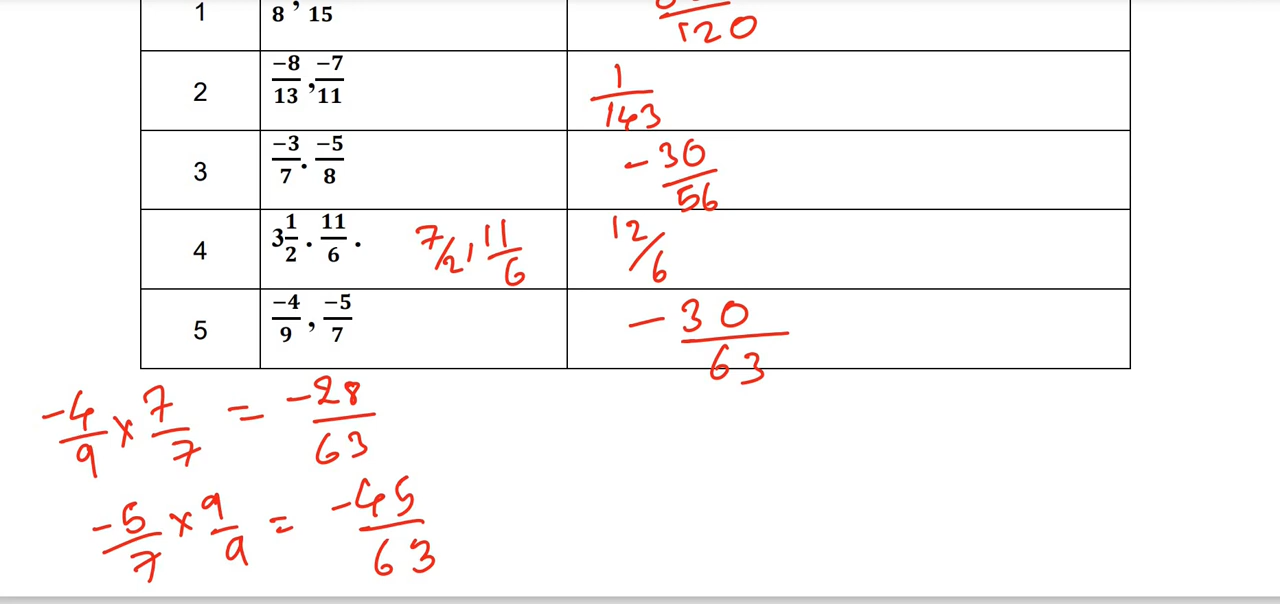 1 8 , 15 120
2 −8/13 , −7/11 1/143
3 −3/7 . −5/8 −30/56
4 3 1/2 . 11/6 . 7/2 , 11/6 12/6
5 −4/9 , −5/7 −30/63
−4/9 × 7/7 = −28/63
−5/7 × 9/9 = −45/63